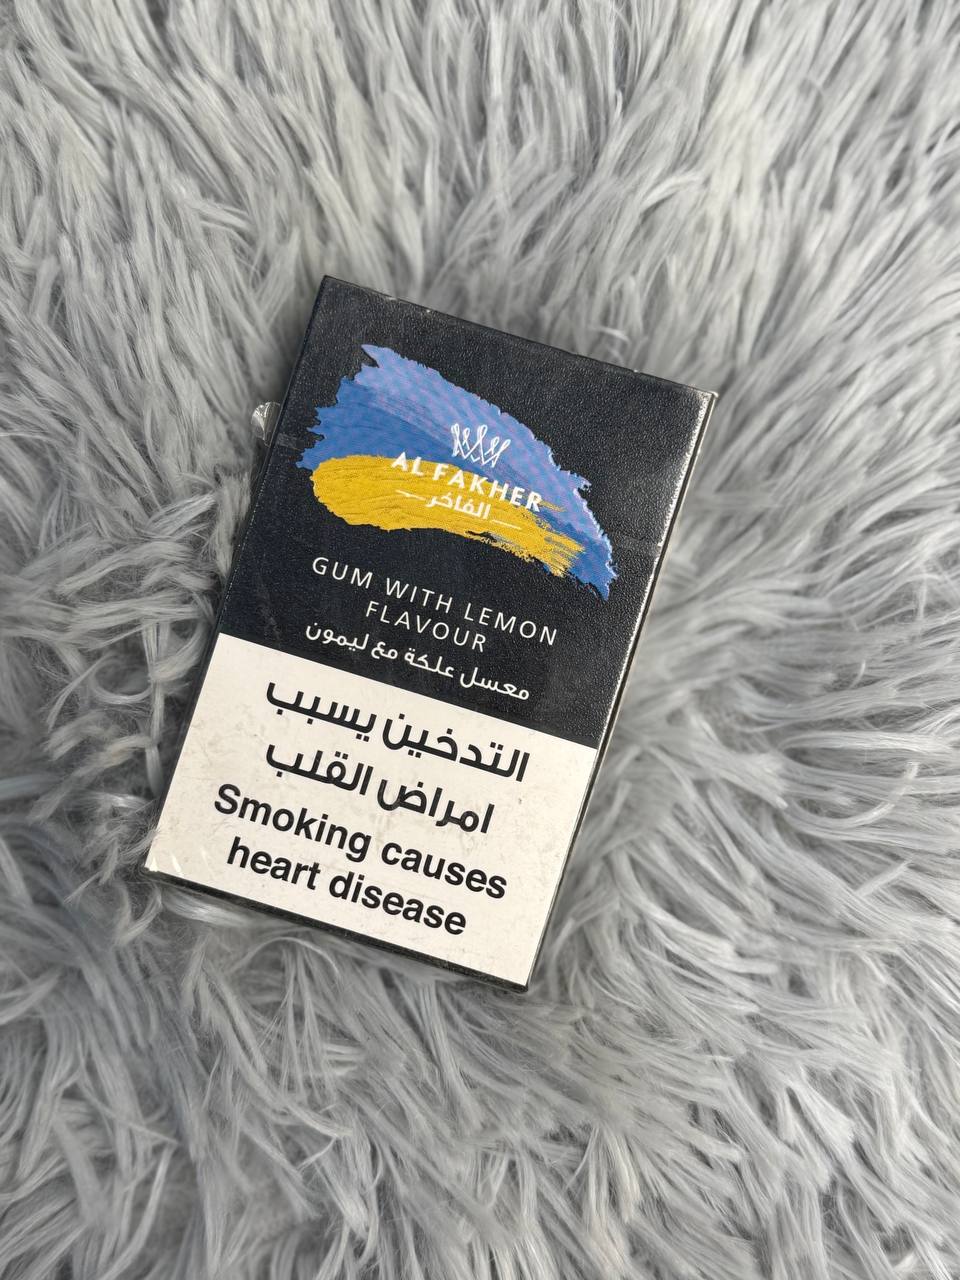 AL FAKHER
الفاخر
GUM WITH LEMON
FLAVOUR
معسل علكة مع ليمون
التدخين يسبب
امراض القلب
Smoking causes
heart disease